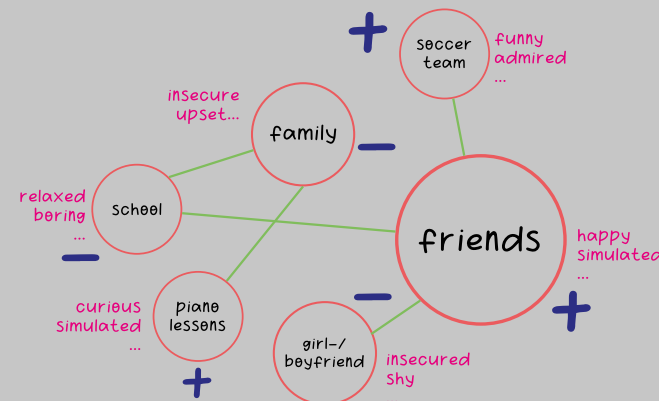 soccer
team
funny
admired
...
insecure
upset...
family
relaxed
boring
...
school
friends
happy
simulated
...
curious
simulated
...
piano
lessons
girl-/
boyfriend
insecured
shy